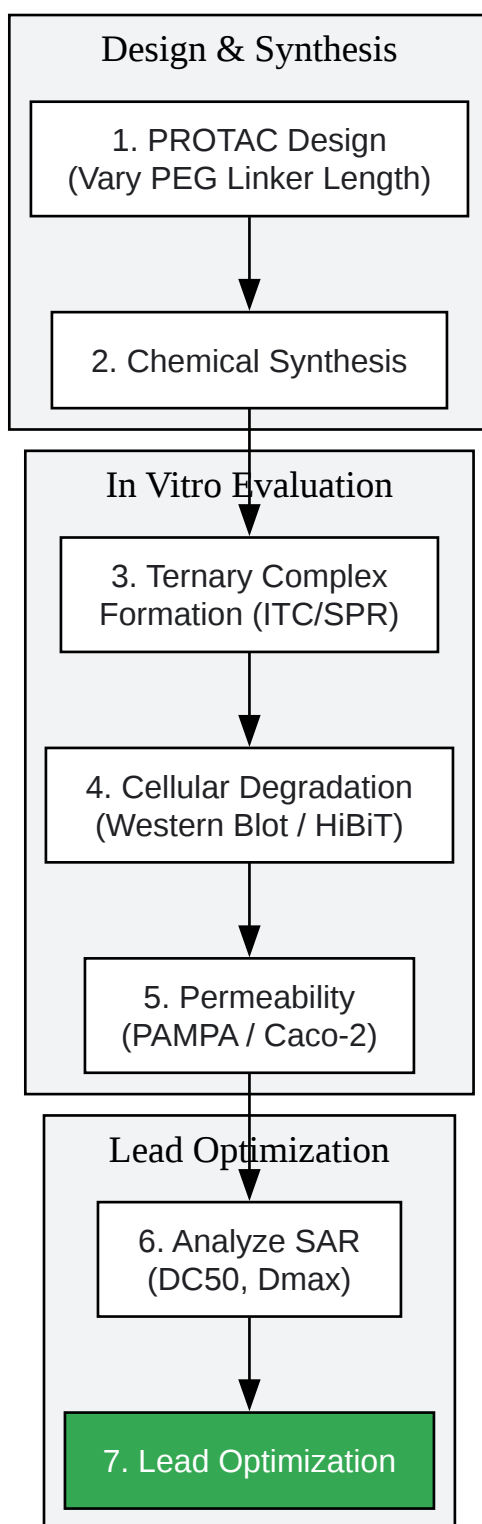 Design & Synthesis
1. PROTAC Design
(Vary PEG Linker Length)
2. Chemical Synthesis
In Vitro Evaluation
3. Ternary Complex
Formation (ITC/SPR)
4. Cellular Degradation
(Western Blot / HiBiT)
5. Permeability
(PAMPA / Caco-2)
Lead Optimization
6. Analyze SAR
(DC50, Dmax)
7. Lead Optimization